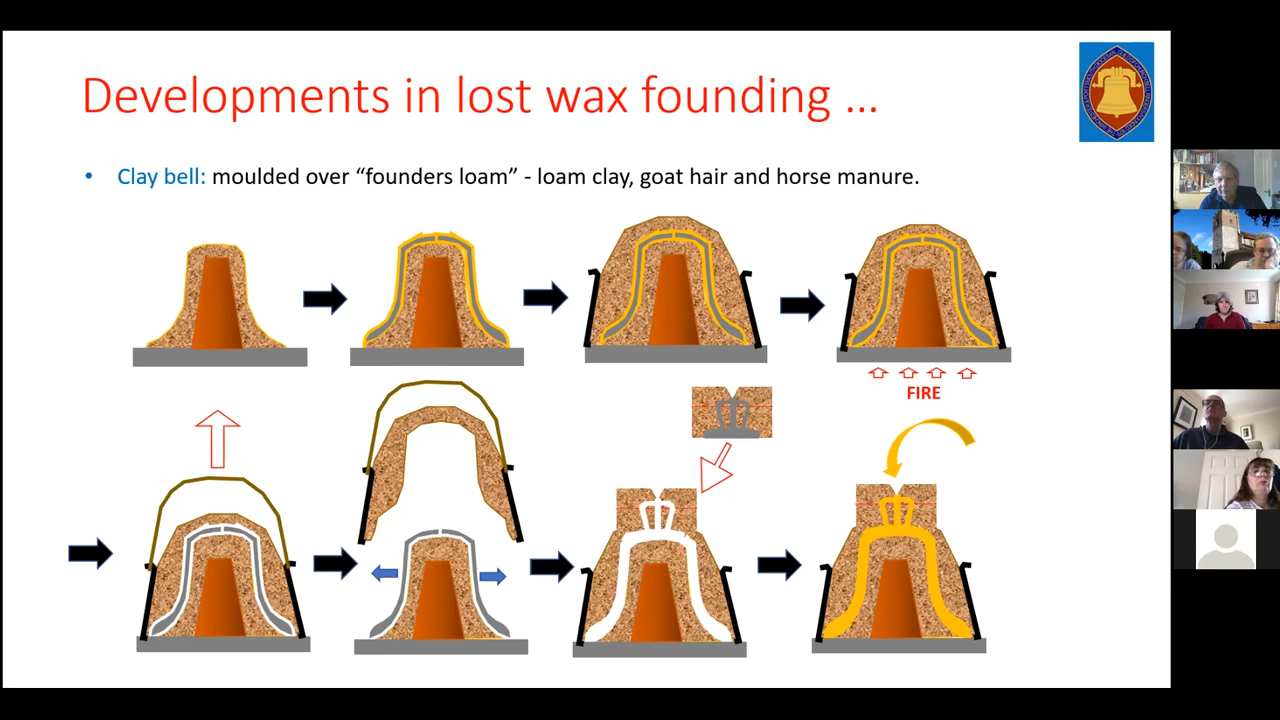 Developments in lost wax founding ...
• Clay bell: moulded over “founders loam” - loam clay, goat hair and horse manure.
FIRE